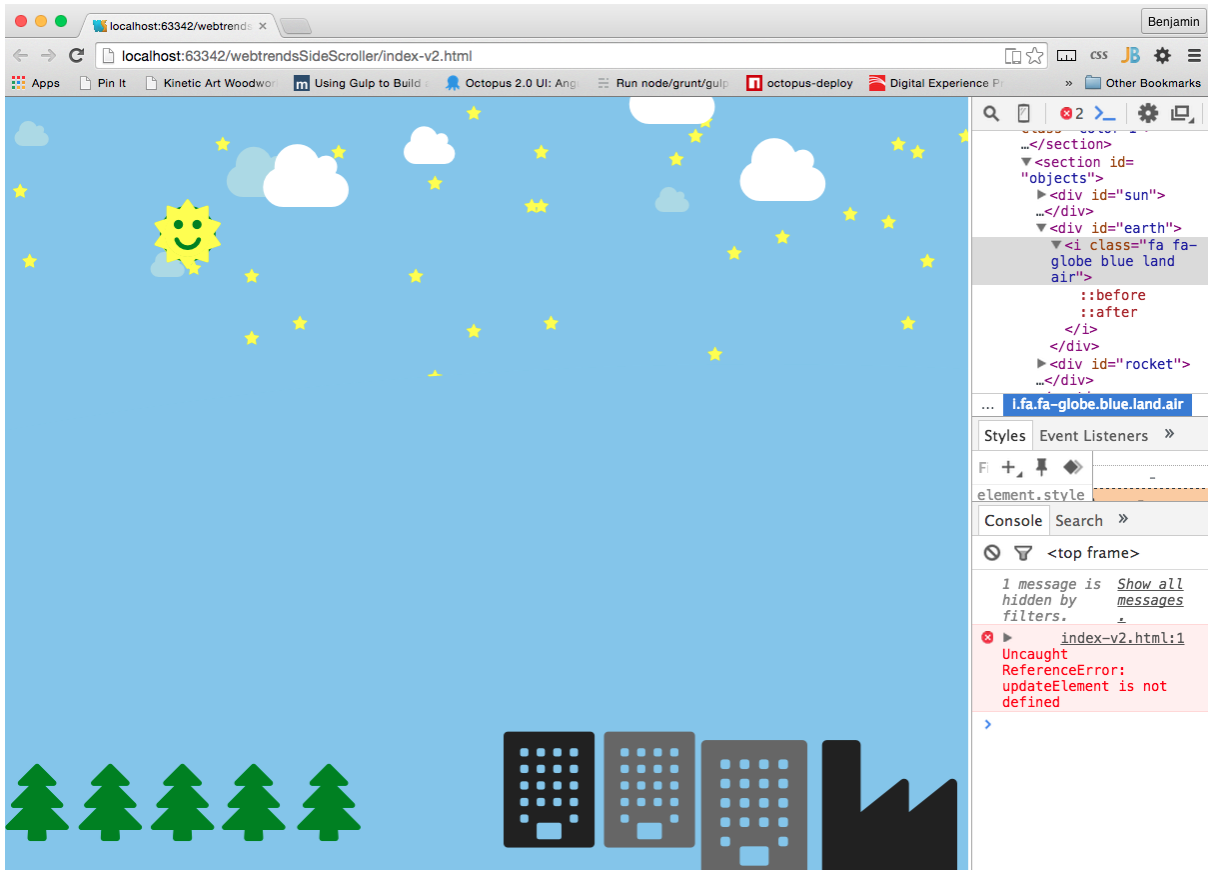 localhost:63342/webtrends
Benjamin
localhost:63342/webtrendsSideScroller/index-v2.html
css JB
Apps Pin It Kinetic Art Woodwor Using Gulp to Build Octopus 2.0 UI: Ang Run node/grunt/gulp octopus-deploy Digital Experience Pr » Other Bookmarks
2
…</section>
<section id=
"objects">
<div id="sun">
…</div>
<div id="earth">
<i class="fa fa-
globe blue land
air">
::before
::after
</i>
</div>
<div id="rocket">
…</div>
... i.fa.fa-globe.blue.land.air
Styles Event Listeners »
element.style
Console Search »
<top frame>
1 message is Show all
hidden by messages
filters. .
index-v2.html:1
Uncaught
ReferenceError:
updateElement is not
defined